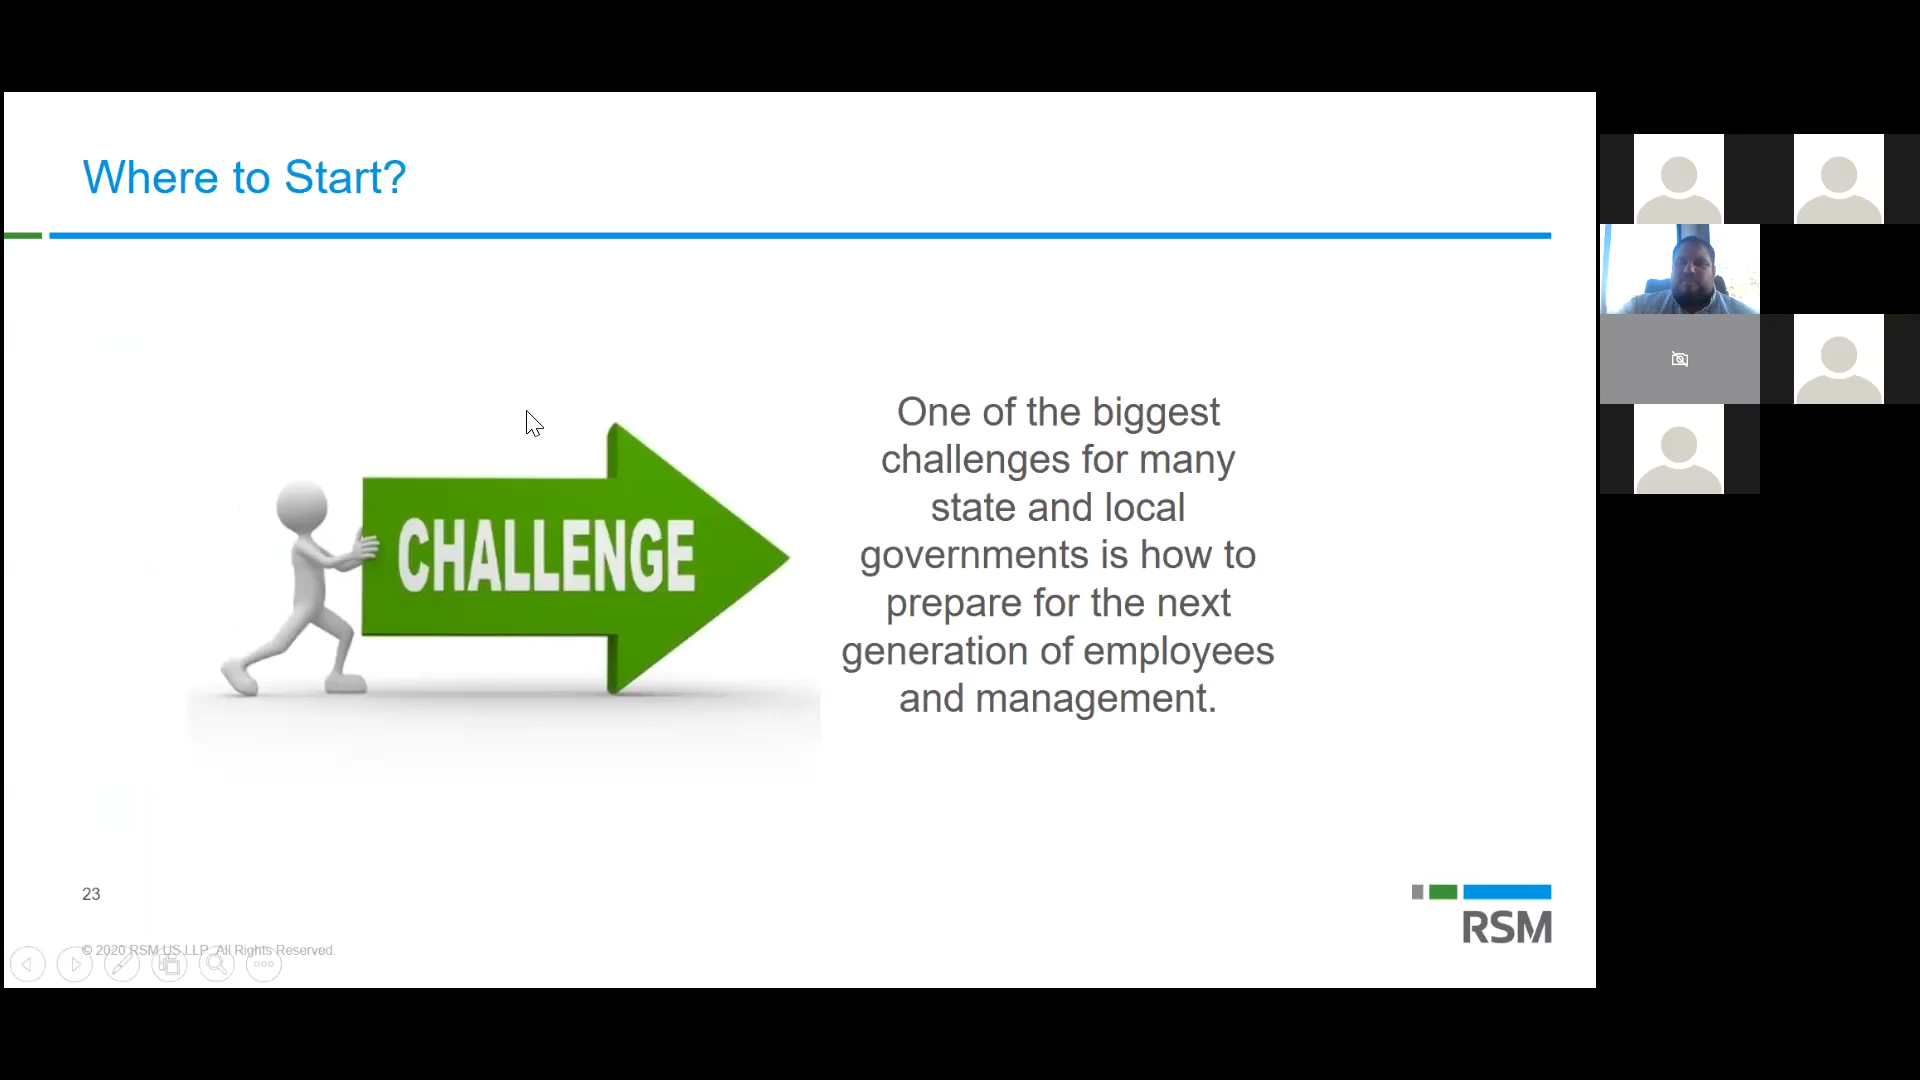 Where to Start?
CHALLENGE
One of the biggest
challenges for many
state and local
governments is how to
prepare for the next
generation of employees
and management.
23
RSM
© 2020 RSM US LLP. All Rights Reserved.